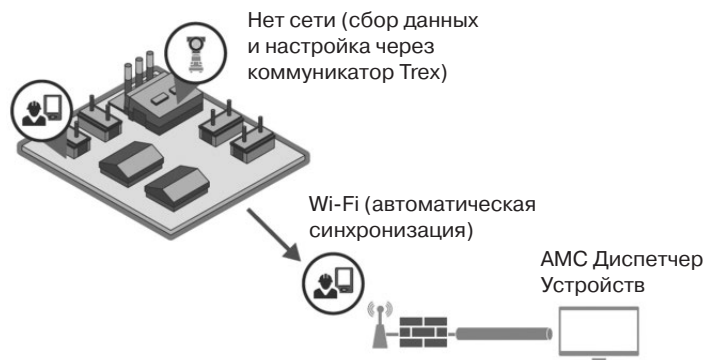 Нет сети (сбор данных
и настройка через
коммуникатор Trex)
Wi-Fi (автоматическая
синхронизация)
АМС Диспетчер
Устройств